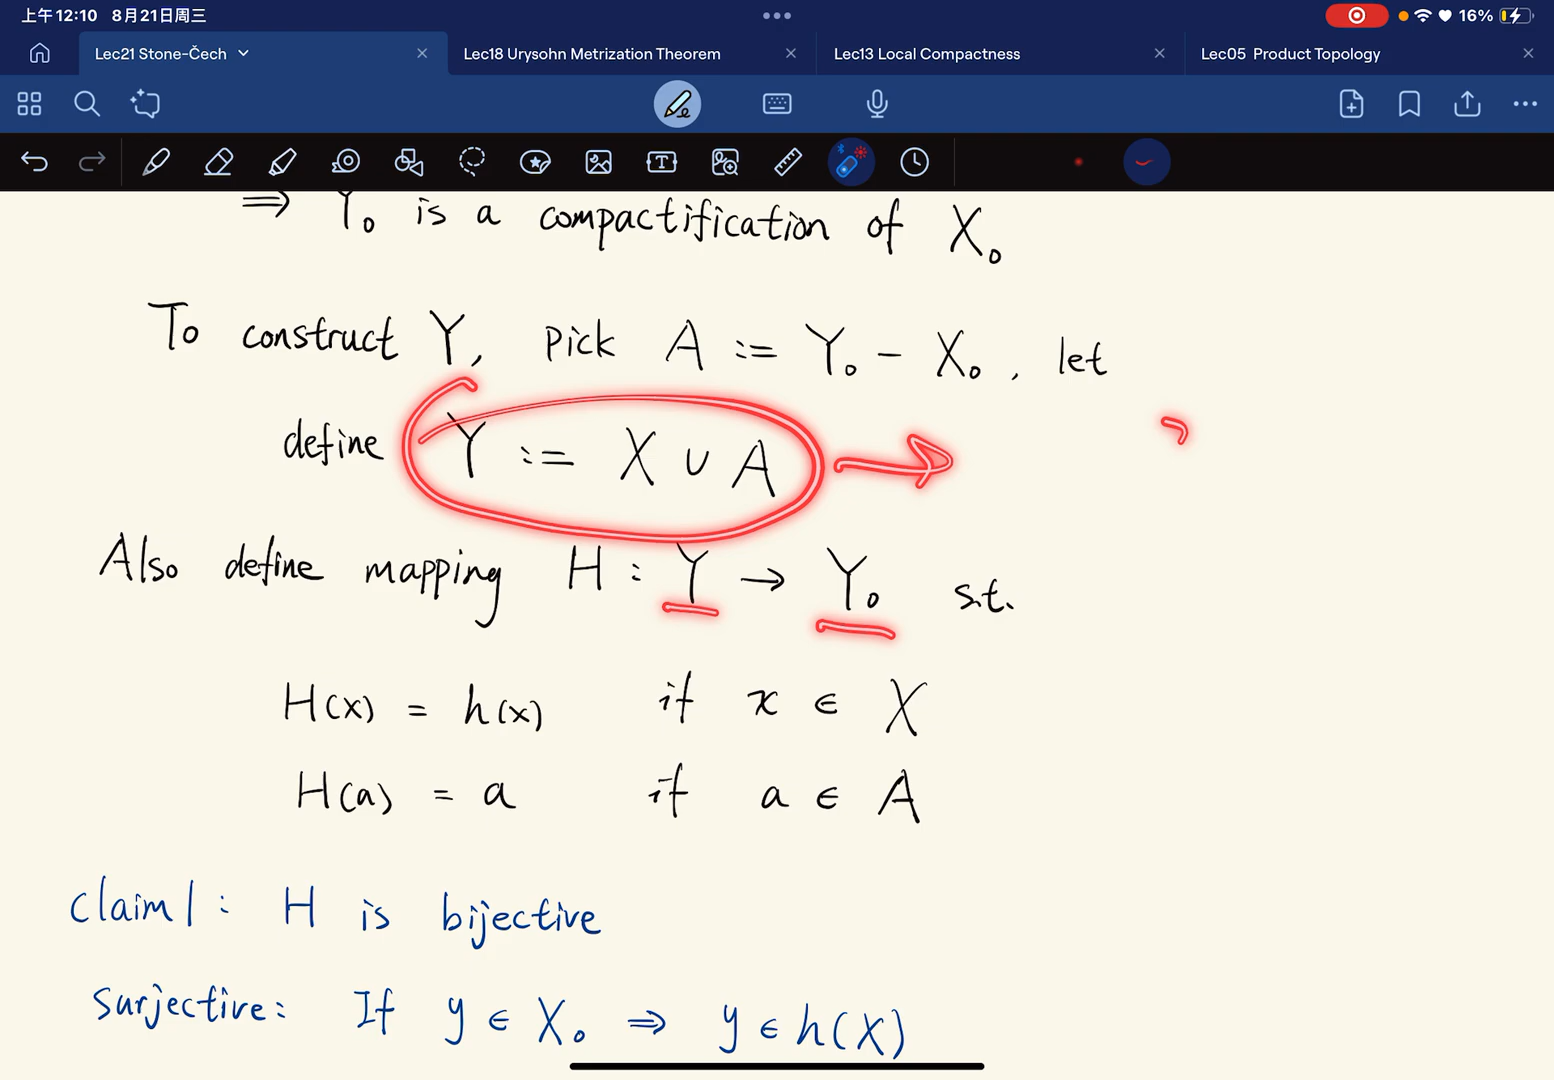 上午12:10 8月21日周三
16%
Lec21 Stone-Čech
Lec18 Urysohn Metrization Theorem
Lec13 Local Compactness
Lec05 Product Topology
⇒ Y₀ is a compactification of X₀
To construct Y, Pick A := Y₀ - X₀, let
define Y := X ∪ A
Also define mapping H : Y → Y₀ s.t.
H(x) = h(x) if x ∈ X
H(a) = a if a ∈ A
claim1: H is bijective
Surjective: If y ∈ X₀ ⇒ y ∈ h(X)